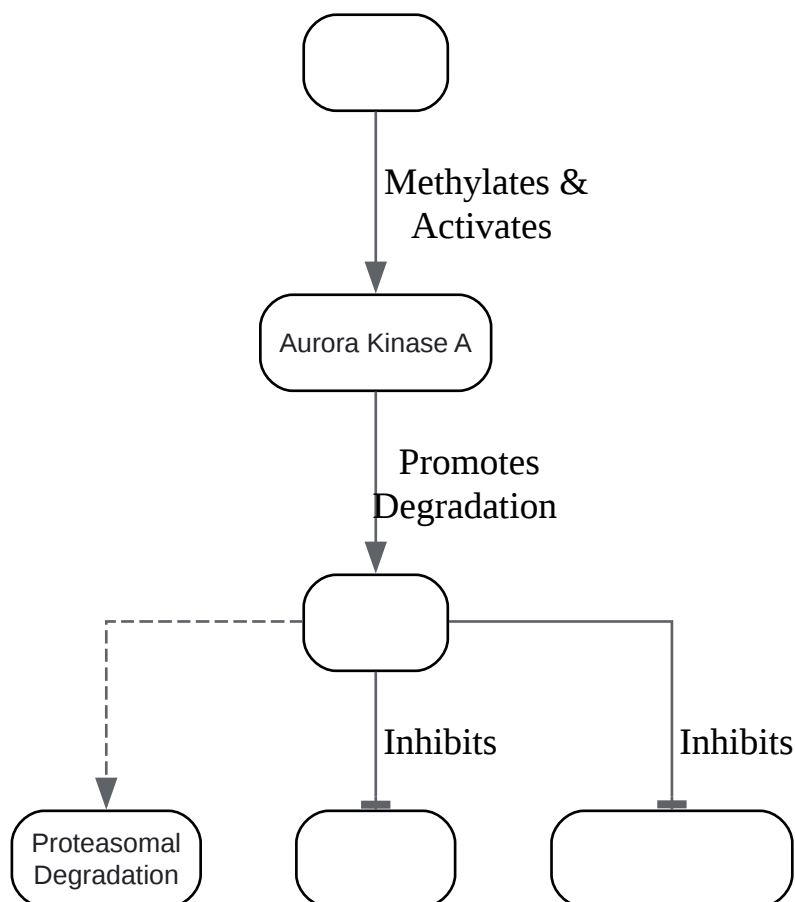 Methylates &
Activates
Aurora Kinase A
Promotes
Degradation
Inhibits
Inhibits
Proteasomal
Degradation